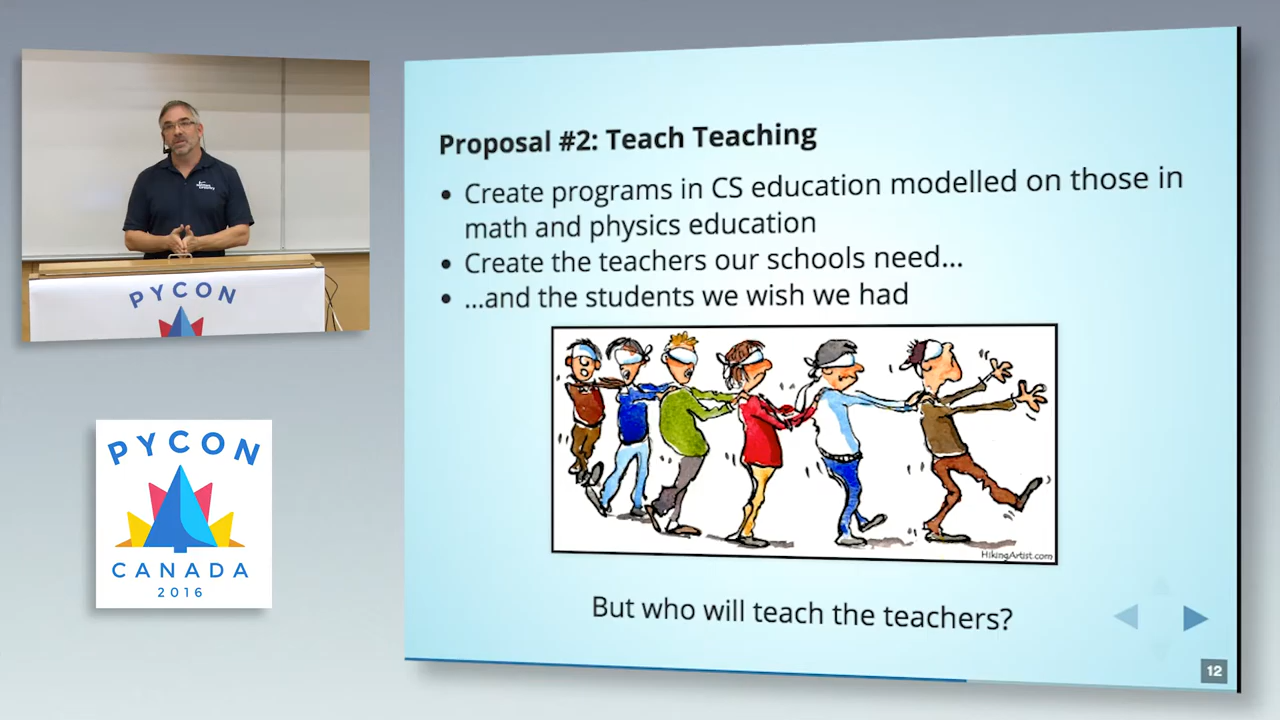 PYCON
PYCON
CANADA
2016
Proposal #2: Teach Teaching
• Create programs in CS education modelled on those in
math and physics education
• Create the teachers our schools need...
• ...and the students we wish we had
HikingArtist.com
But who will teach the teachers?
12